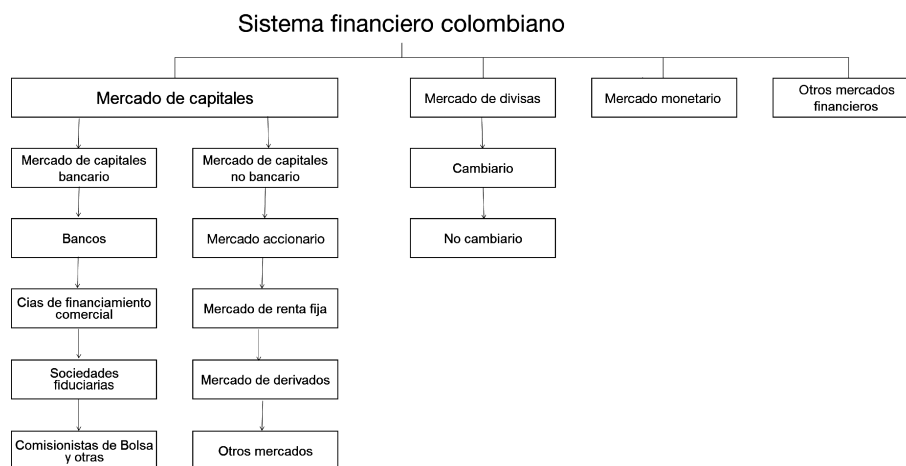 Sistema financiero colombiano
Mercado de capitales
Mercado de divisas
Mercado monetario
Otros mercados
financieros
Mercado de capitales
bancario
Mercado de capitales
no bancario
Cambiario
Bancos
Mercado accionario
No cambiario
Cias de financiamiento
comercial
Mercado de renta fija
Sociedades
fiduciarias
Mercado de derivados
Comisionistas de Bolsa
y otras
Otros mercados